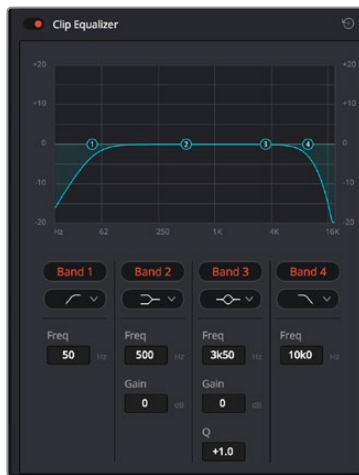 Clip Equalizer
+20 +20
+10 +10
0 1 2 3 4 0
-10 -10
-20 -20
Hz 62 250 1K 4K 16K
Band 1 Band 2 Band 3 Band 4
Freq Freq Freq Freq
50 Hz 500 Hz 3k50 Hz 10k0 Hz
Gain Gain
0 dB 0 dB
Q
+1.0